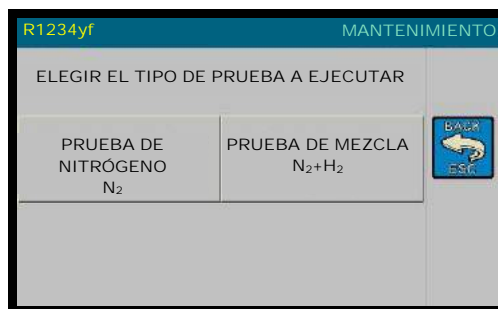 R1234yf MANTENIMIENTO
ELEGIR EL TIPO DE PRUEBA A EJECUTAR
PRUEBA DE
NITRÓGENO
N₂
PRUEBA DE MEZCLA
N₂+H₂
BACK
ESC